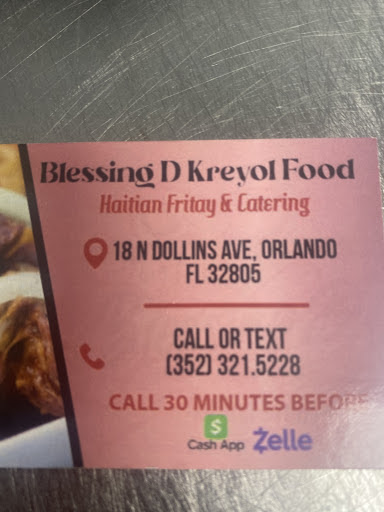 Blessing D Kreyol Food
Haitian Fritay & Catering
18 N DOLLINS AVE, ORLANDO
FL 32805
CALL OR TEXT
(352) 321.5228
CALL 30 MINUTES BEFORE
$
Cash App Zelle